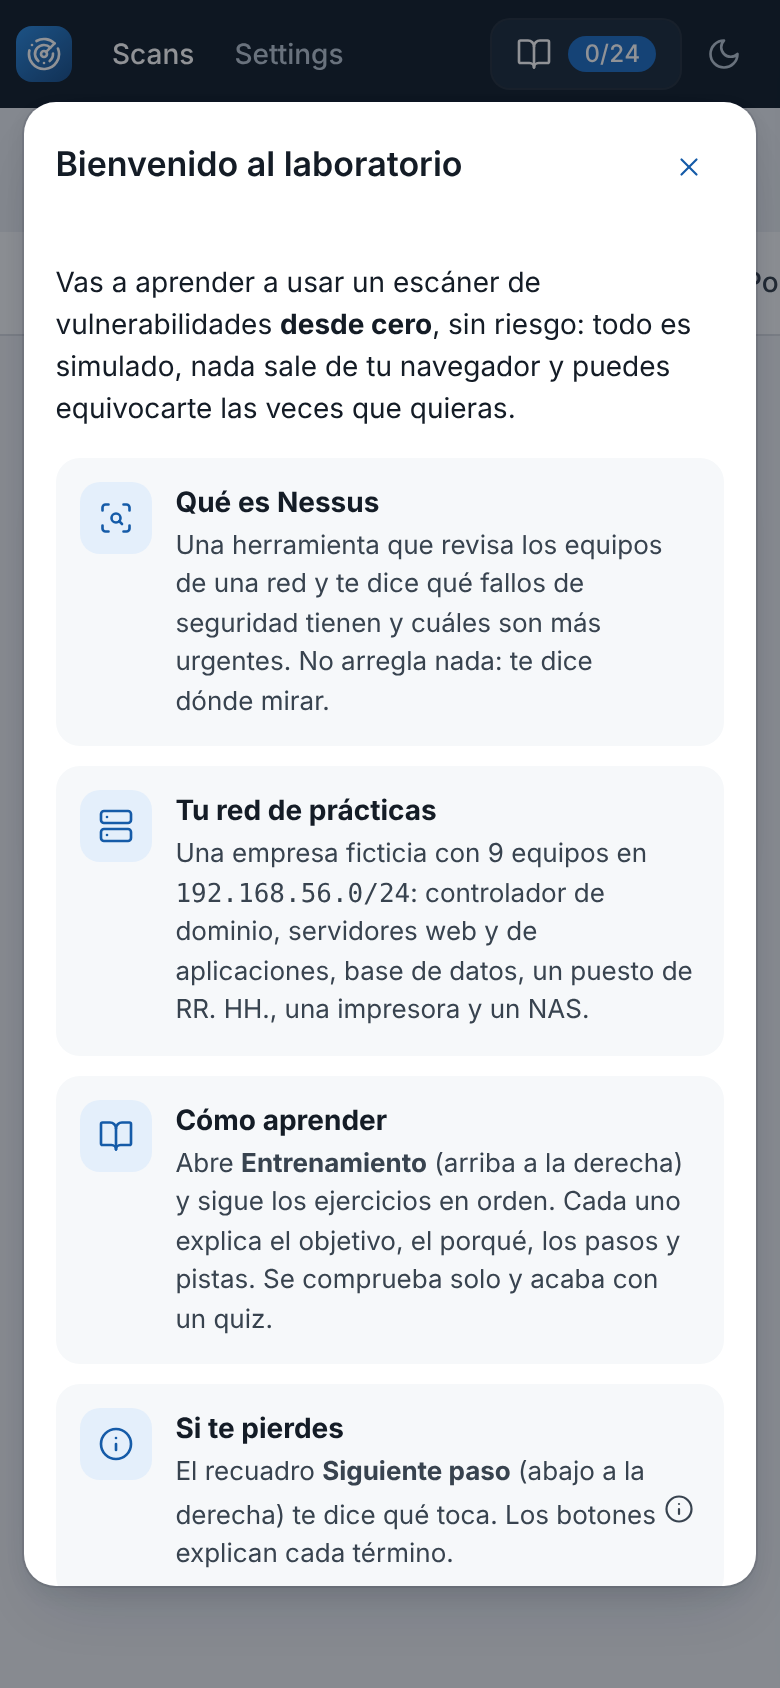 Scans Settings 0/24
Bienvenido al laboratorio
Vas a aprender a usar un escáner de
vulnerabilidades desde cero, sin riesgo: todo es
simulado, nada sale de tu navegador y puedes
equivocarte las veces que quieras.
Qué es Nessus
Una herramienta que revisa los equipos
de una red y te dice qué fallos de
seguridad tienen y cuáles son más
urgentes. No arregla nada: te dice
dónde mirar.
Tu red de prácticas
Una empresa ficticia con 9 equipos en
192.168.56.0/24: controlador de
dominio, servidores web y de
aplicaciones, base de datos, un puesto de
RR. HH., una impresora y un NAS.
Cómo aprender
Abre Entrenamiento (arriba a la derecha)
y sigue los ejercicios en orden. Cada uno
explica el objetivo, el porqué, los pasos y
pistas. Se comprueba solo y acaba con
un quiz.
Si te pierdes
El recuadro Siguiente paso (abajo a la
derecha) te dice qué toca. Los botones
explican cada término.